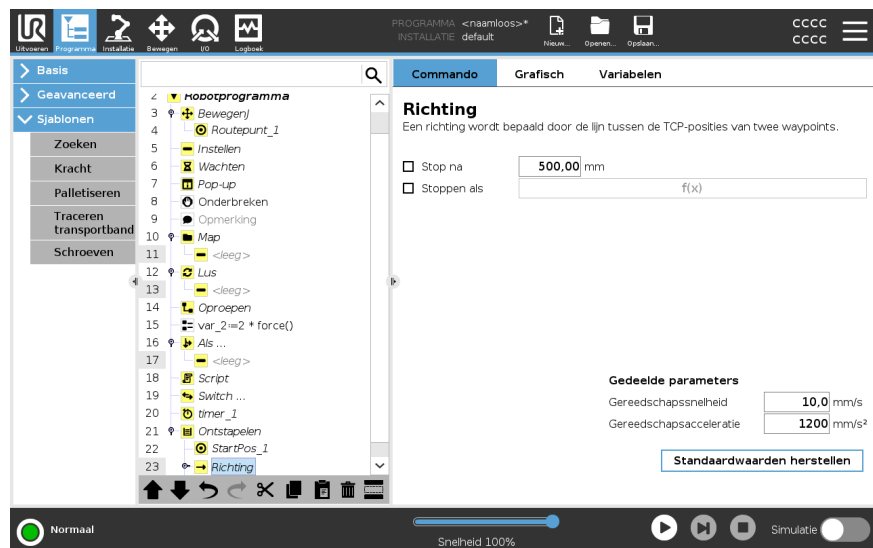 Uitvoeren Programma Installatie Bewegen I/O Logboek
PROGRAMMA <naamloos>*
INSTALLATIE default
Nieuw... Openen... Opslaan...
CCCC
CCCC
Basis
Geavanceerd
Sjablonen
Zoeken
Kracht
Palletiseren
Traceren
transportband
Schroeven
2 Robotprogramma
3 BewegenJ
4 Routepunt_1
5 Instellen
6 Wachten
7 Pop-up
8 Onderbreken
9 Opmerking
10 Map
11 <leeg>
12 Lus
13 <leeg>
14 Oproepen
15 var_2:=2 * force()
16 Als ...
17 <leeg>
18 Script
19 Switch ...
20 timer_1
21 Ontstapelen
22 StartPos_1
23 Richting
Commando Grafisch Variabelen
Richting
Een richting wordt bepaald door de lijn tussen de TCP-posities van twee waypoints.
Stop na 500,00 mm
Stoppen als f(x)
Gedeelde parameters
Gereedschapssnelheid 10,0 mm/s
Gereedschapsacceleratie 1200 mm/s²
Standaardwaarden herstellen
Normaal
Snelheid 100%
Simulatie